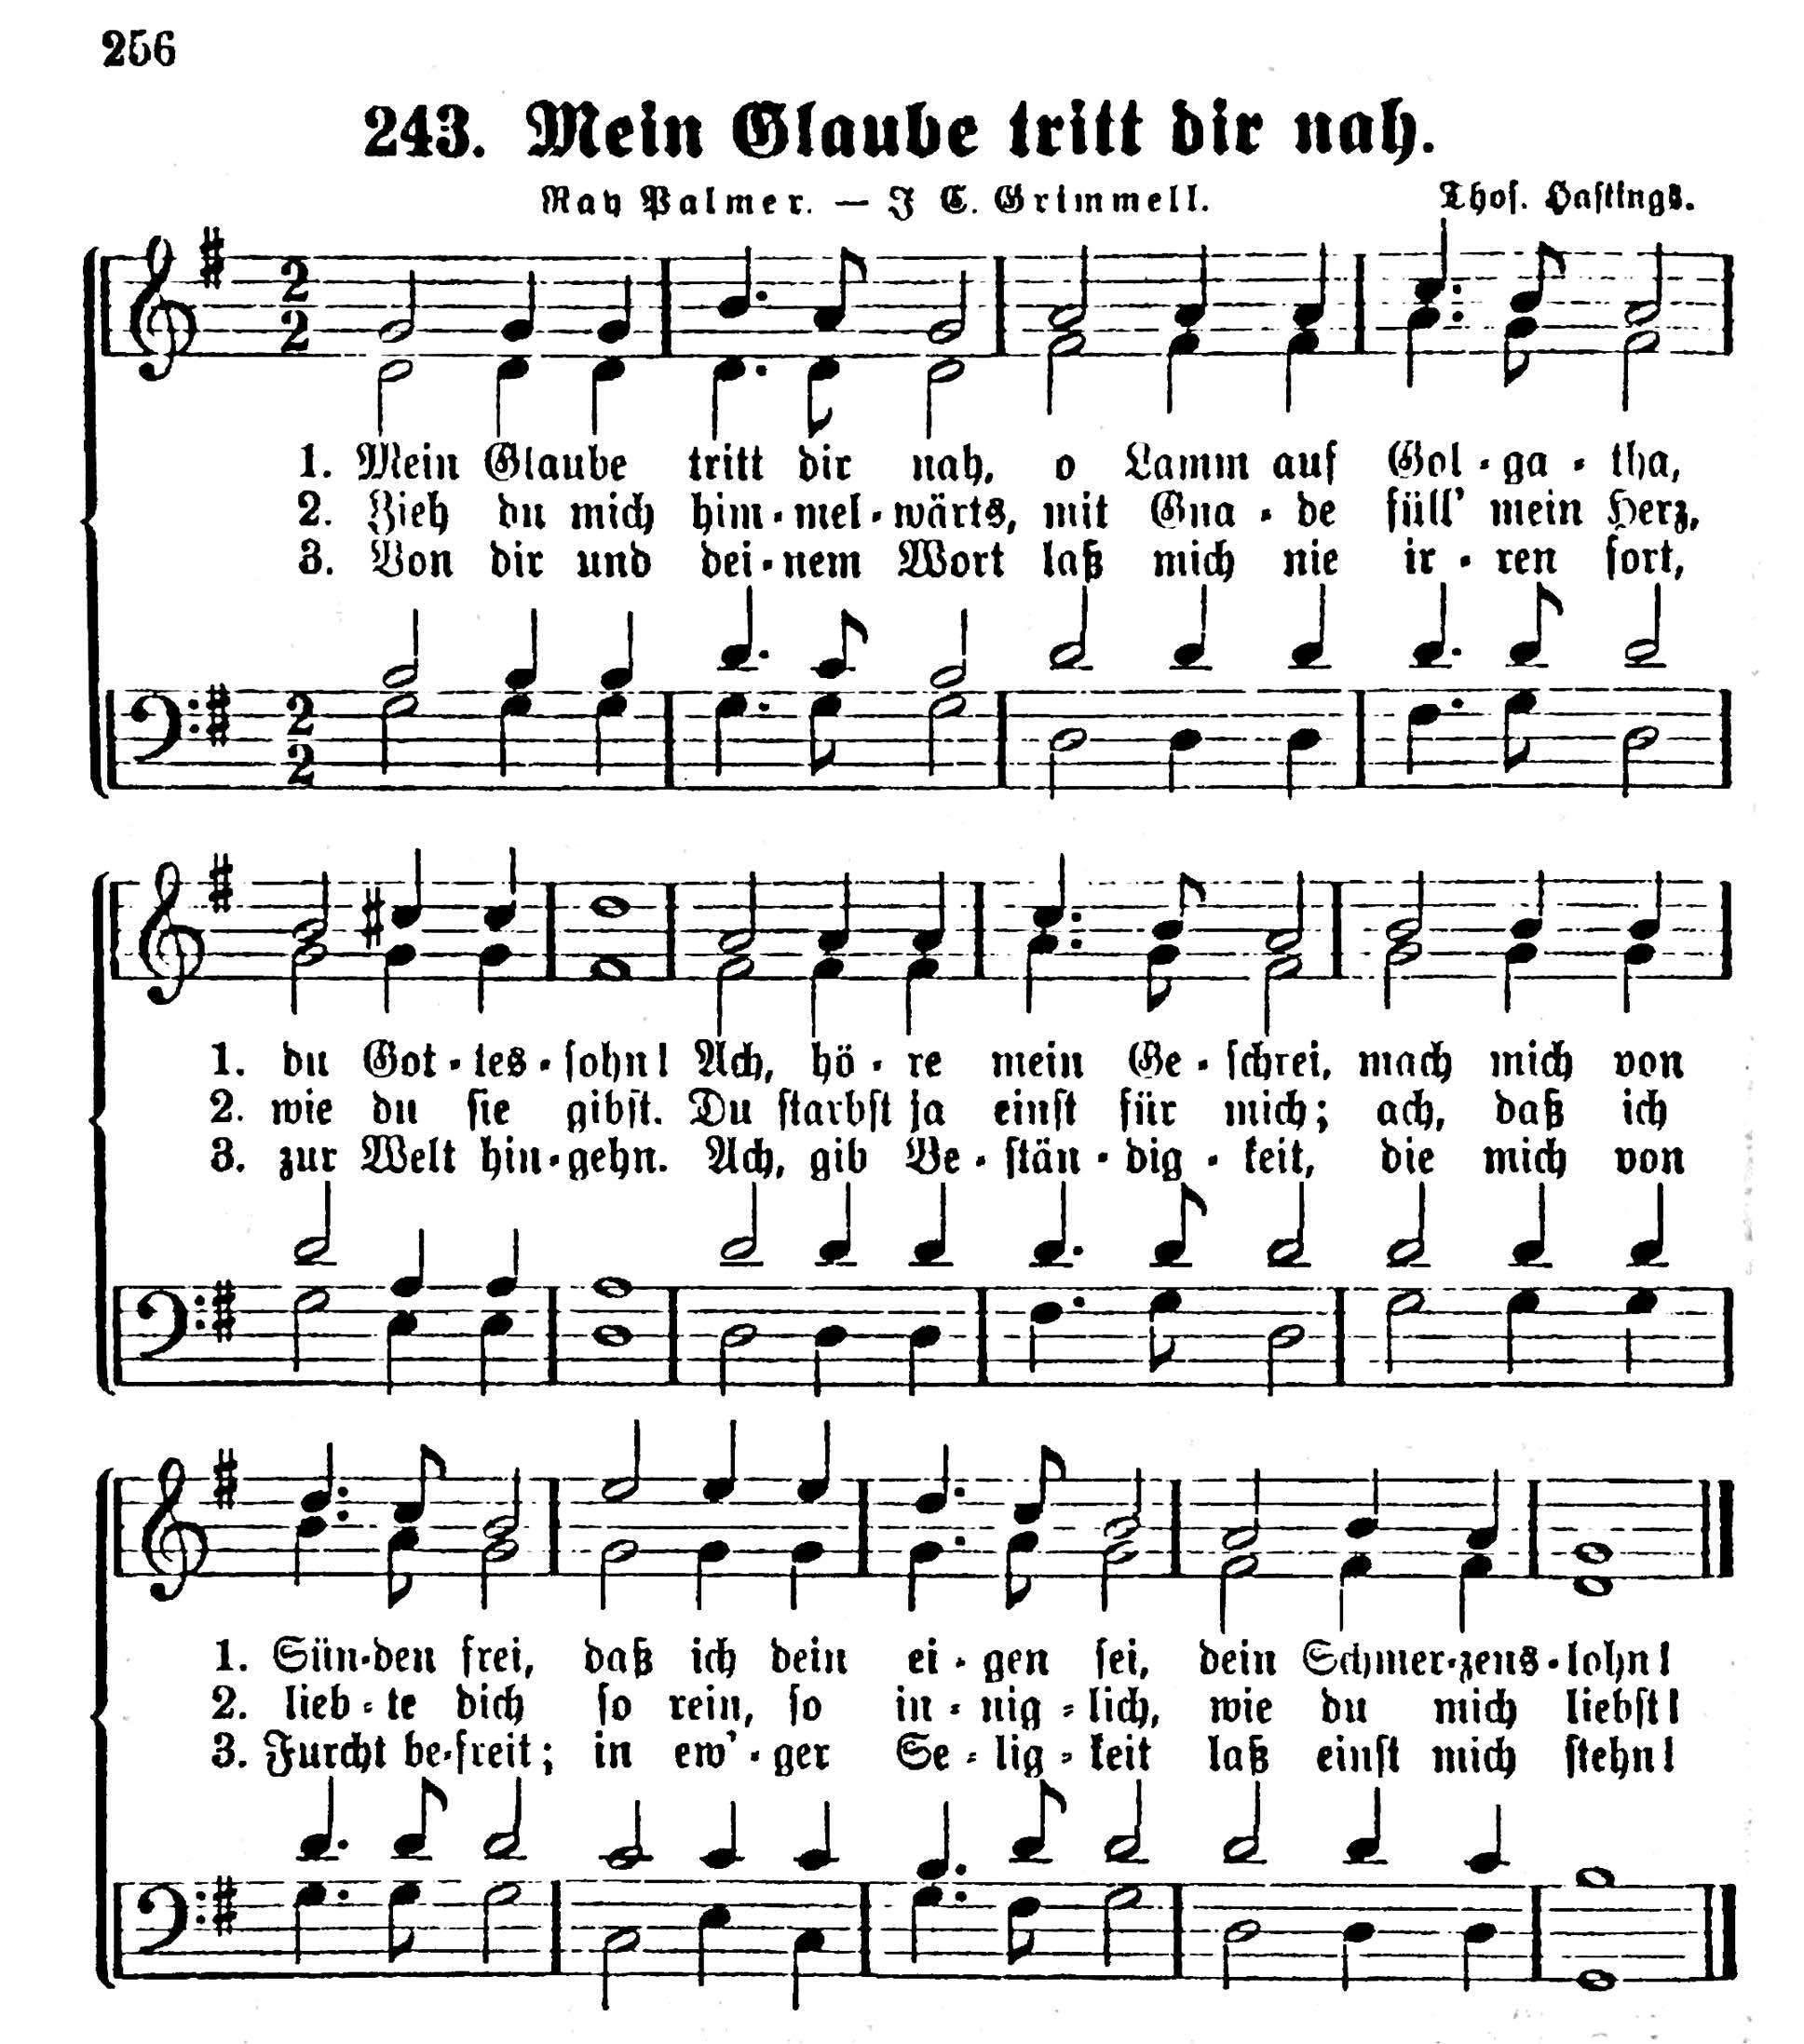 256
243. Mein Glaube tritt dir nah.
Ray Palmer. — J C. Grimmell. Thos. Hastings.
1. Mein Glaube tritt dir nah, o Lamm auf Gol-ga-tha,
2. Zieh du mich him-mel-wärts, mit Gna-de füll' mein Herz,
3. Von dir und dei-nem Wort laß mich nie ir-ren fort,
1. du Got-tes-sohn! Ach, hö-re mein Ge-schrei, mach mich von
2. wie du sie gibst. Du starbst ja einst für mich; ach, daß ich
3. zur Welt hin-gehn. Ach, gib Be-stän-dig-keit, die mich von
1. Sün-den frei, daß ich dein ei-gen sei, dein Schmer-zens-lohn!
2. lieb-te dich so rein, so in-nig-lich, wie du mich liebst!
3. Furcht be-freit; in ew'-ger Se-lig-keit laß einst mich stehn!